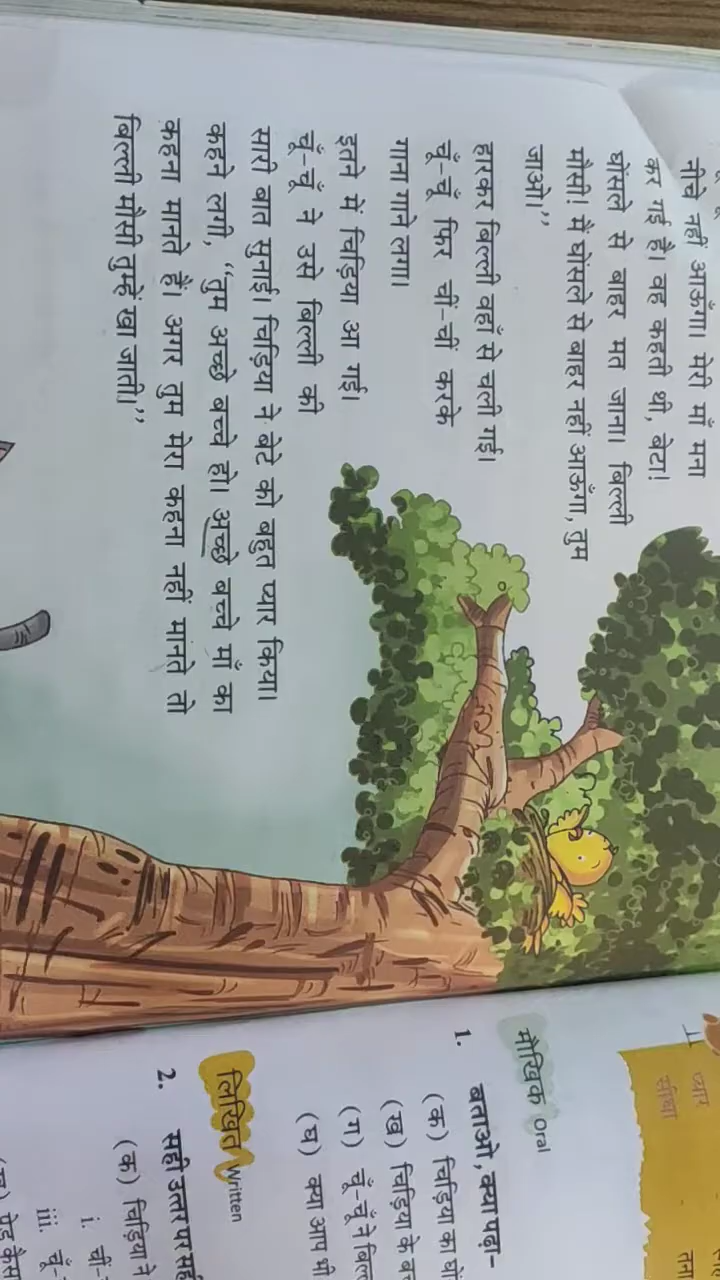 नीचे नहीं आऊँगा। मेरी माँ मना
कर गई है। वह कहती थी, बेटा!
घोंसले से बाहर मत जाना। बिल्ली
मौसी! मैं घोंसले से बाहर नहीं आऊँगा, तुम
जाओ।”
हारकर बिल्ली वहाँ से चली गई।
चूँ-चूँ फिर चीं-चीं करके
गाना गाने लगा।
इतने में चिड़िया आ गई।
चूँ-चूँ ने उसे बिल्ली की
सारी बात सुनाई। चिड़िया ने बेटे को बहुत प्यार किया।
कहने लगी, “तुम अच्छे बच्चे हो। अच्छे बच्चे माँ का
कहना मानते हैं। अगर तुम मेरा कहना नहीं मानते तो
बिल्ली मौसी तुम्हें खा जाती।”
प्यार
मौखिक Oral
1. बताओ, क्या पढ़ा-
(क) चिड़िया का
(ख) चिड़िया के
(ग) चूँ-चूँ ने
(घ) क्या आप भी
लिखित Written
2. सही उत्तर पर
(क) चिड़िया ने
i.
iii. चूँ-